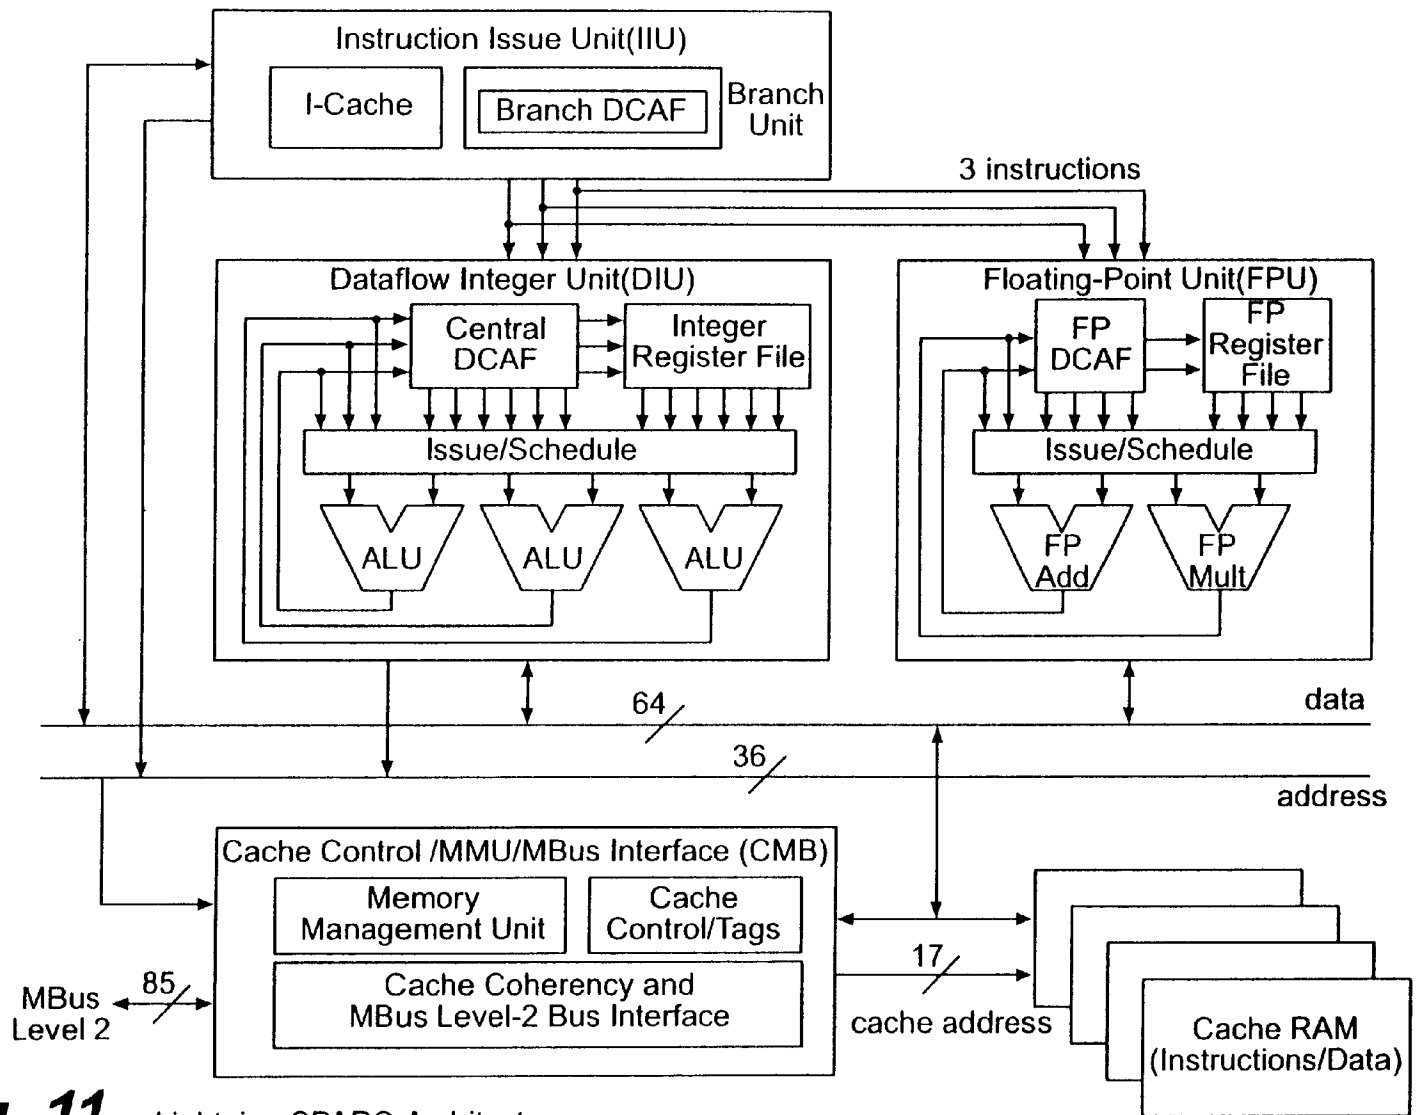 Instruction Issue Unit(IIU)
I-Cache
Branch DCAF
Branch
Unit
3 instructions
Dataflow Integer Unit(DIU)
Central
DCAF
Integer
Register File
Issue/Schedule
ALU
ALU
ALU
Floating-Point Unit(FPU)
FP
DCAF
FP
Register
File
Issue/Schedule
FP
Add
FP
Mult
64
data
36
address
Cache Control /MMU/MBus Interface (CMB)
Memory
Management Unit
Cache
Control/Tags
Cache Coherency and
MBus Level-2 Bus Interface
85
MBus
Level 2
17
cache address
Cache RAM
(Instructions/Data)
11